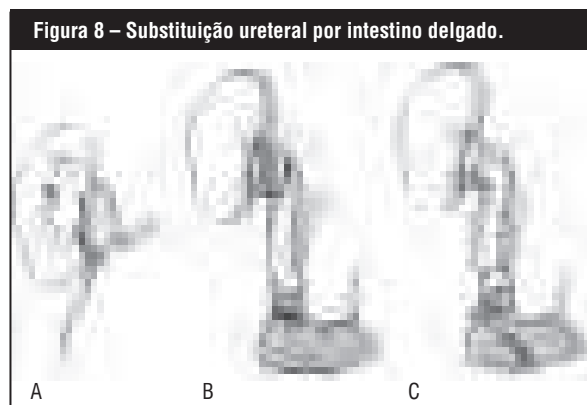 Figura 8 – Substituição ureteral por intestino delgado.
A B C